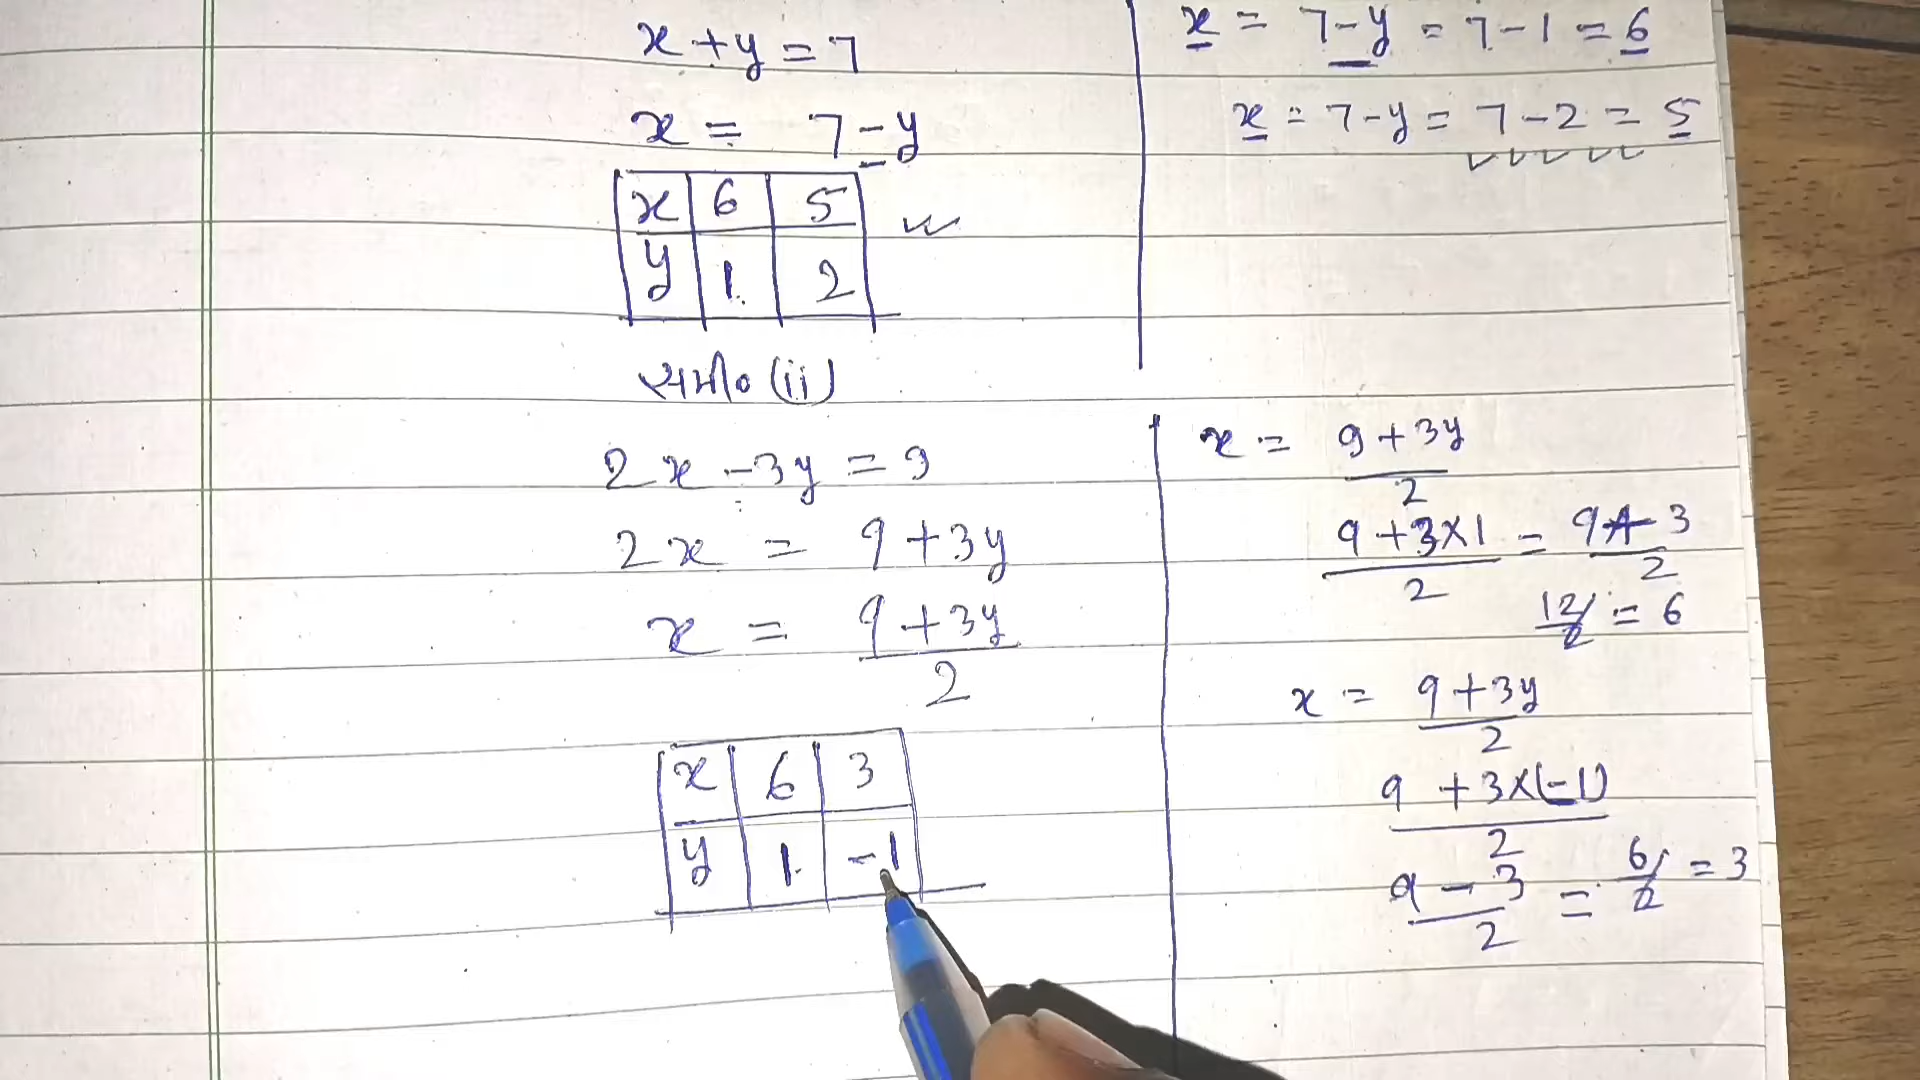 x + y = 7
x = 7 - y
x 6 5
y 1 2
समी० (ii)
2x - 3y = 9
2x = 9 + 3y
x = 9 + 3y / 2
x 6 3
y 1 -1
x = 7 - y = 7 - 1 = 6
x = 7 - y = 7 - 2 = 5
x = 9 + 3y / 2
9 + 3 × 1 / 2 = 9 + 3 / 2
12 / 2 = 6
x = 9 + 3y / 2
9 + 3 × (-1) / 2
9 - 3 / 2 = 6 / 2 = 3